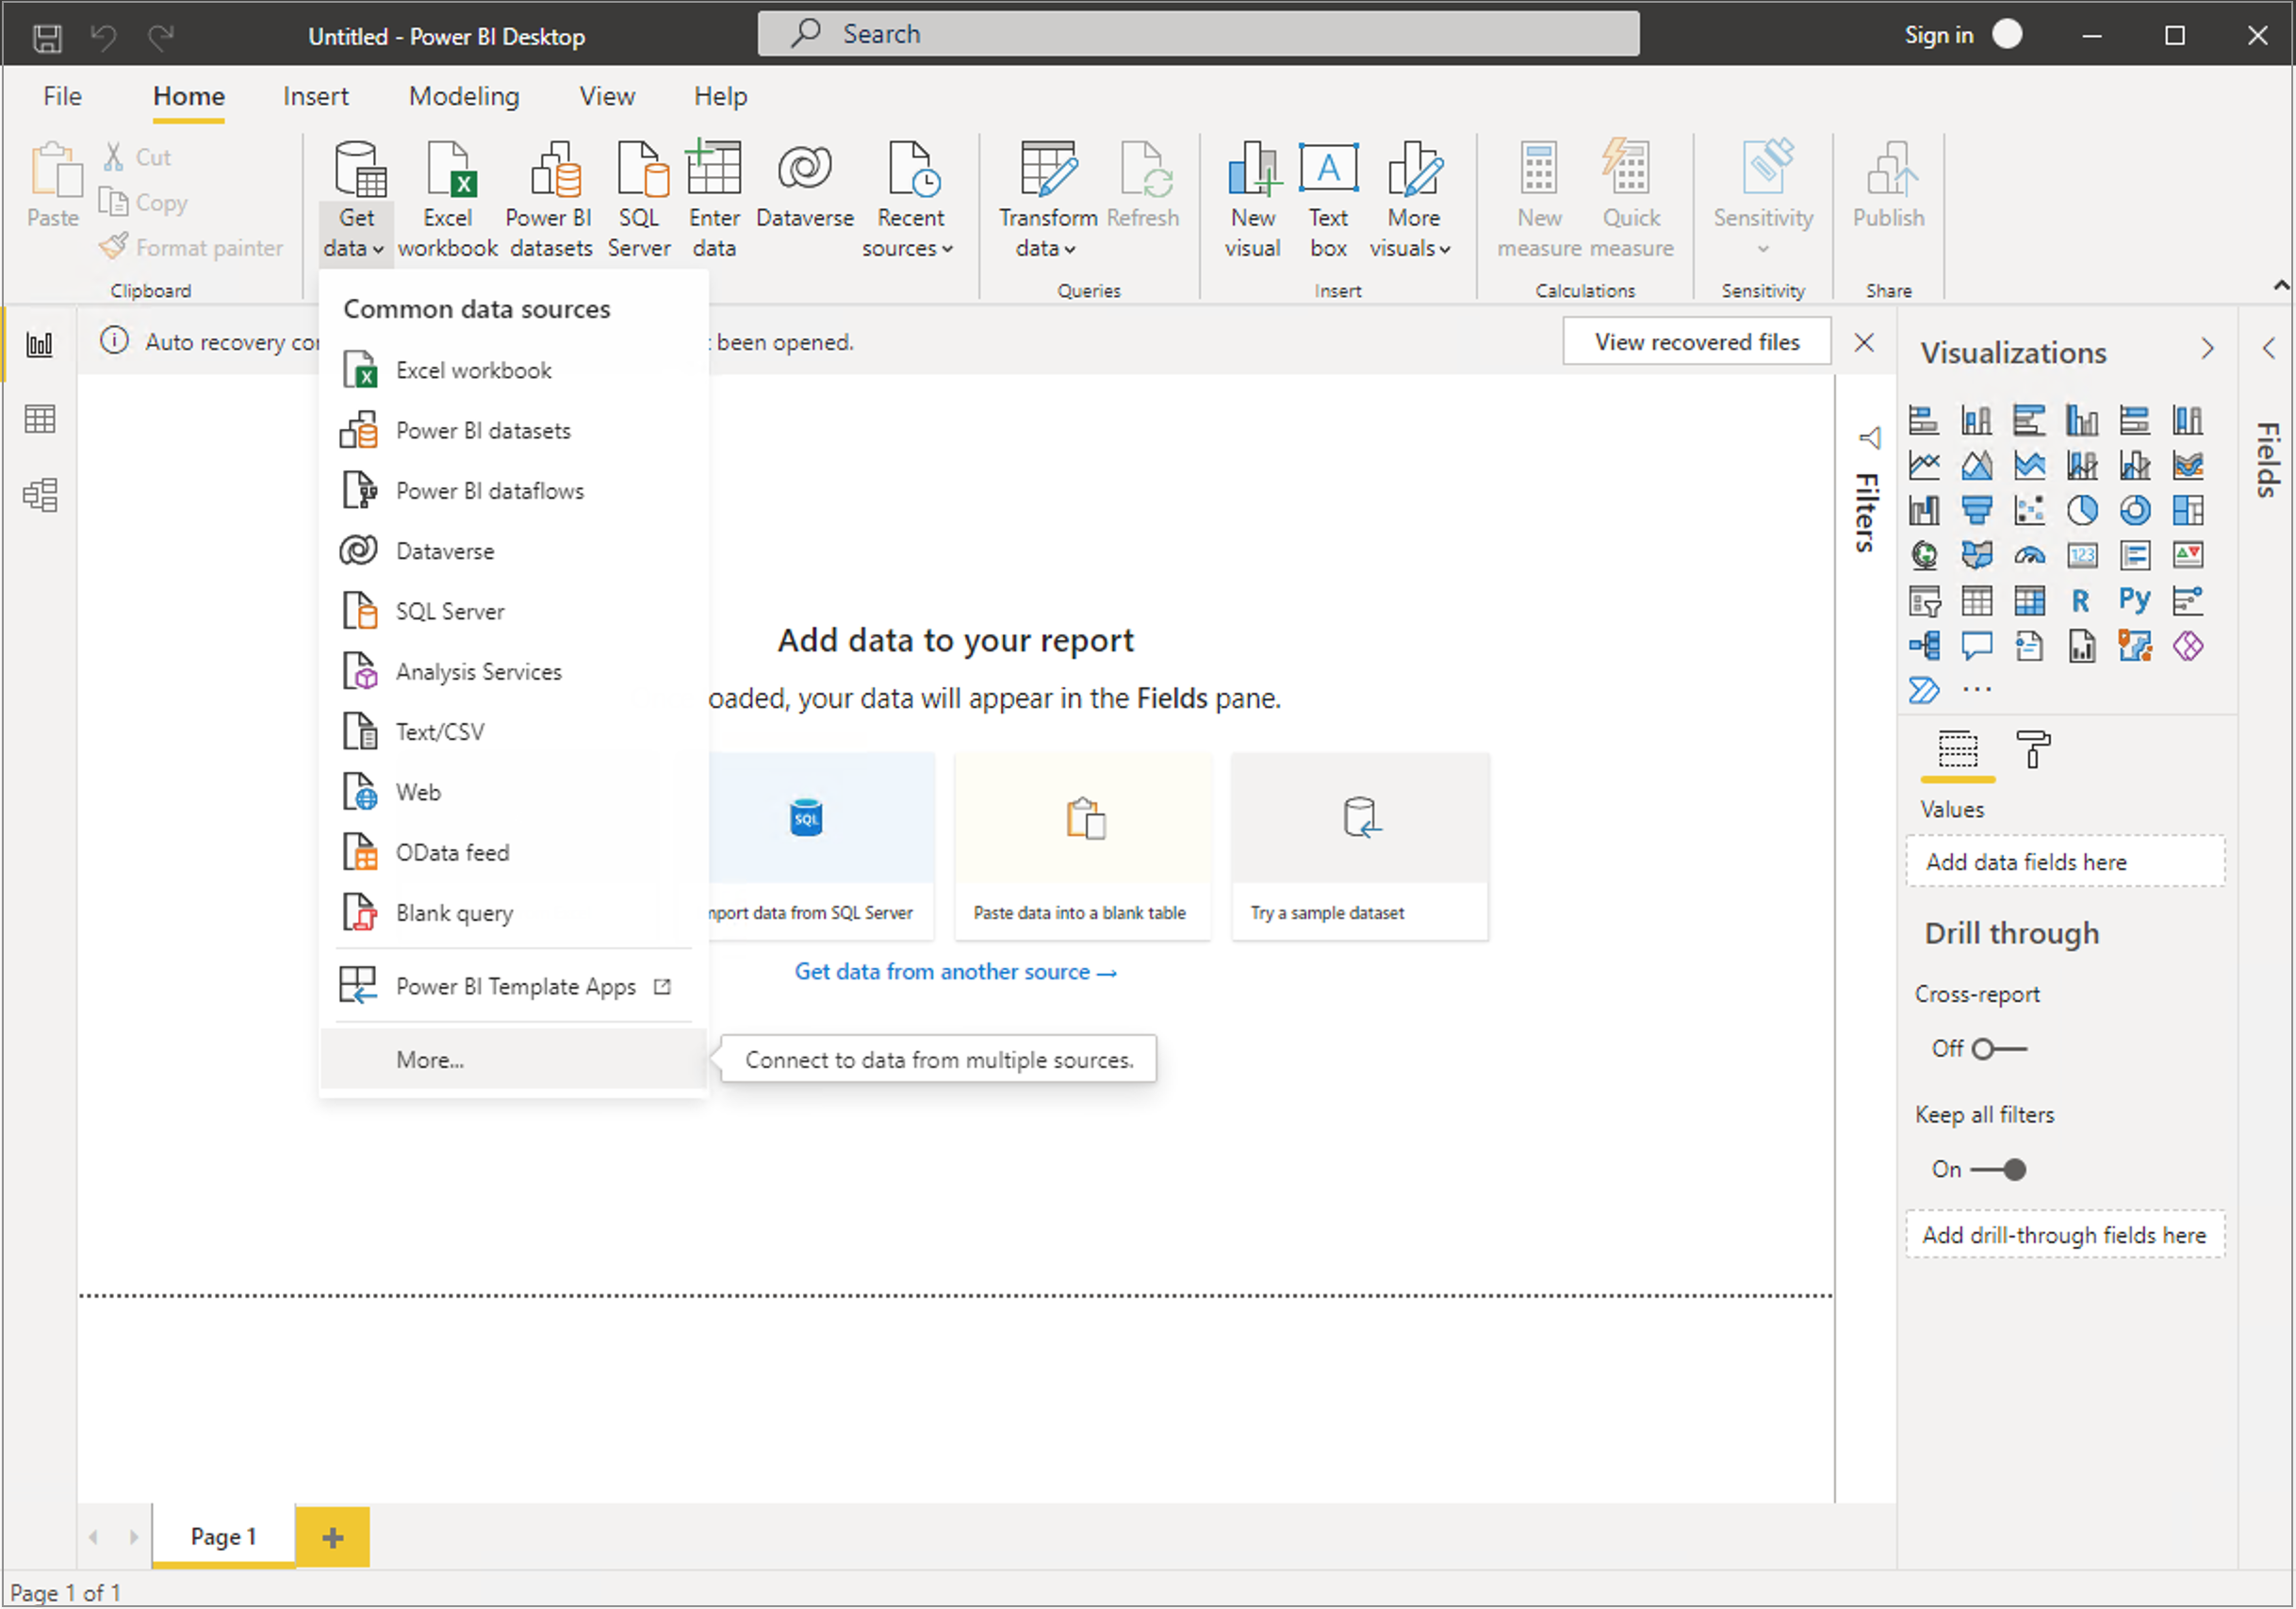 Untitled - Power BI Desktop
Search
Sign in
File Home Insert Modeling View Help
Paste
Cut
Copy
Format painter
Clipboard
Get data
Excel workbook
Power BI datasets
SQL Server
Enter data
Dataverse
Recent sources
Transform data
Refresh
Queries
New visual
Text box
More visuals
Insert
New measure
Quick measure
Calculations
Sensitivity
Sensitivity
Publish
Share
Common data sources
Excel workbook
Power BI datasets
Power BI dataflows
Dataverse
SQL Server
Analysis Services
Text/CSV
Web
OData feed
Blank query
Power BI Template Apps
More...
Connect to data from multiple sources.
Auto recovery
been opened.
View recovered files
Add data to your report
your data will appear in the Fields pane.
SQL
data from SQL Server
Paste data into a blank table
Try a sample dataset
Get data from another source →
Filters
Visualizations
123
R
Py
Values
Add data fields here
Drill through
Cross-report
Off
Keep all filters
On
Add drill-through fields here
Fields
Page 1
Page 1 of 1